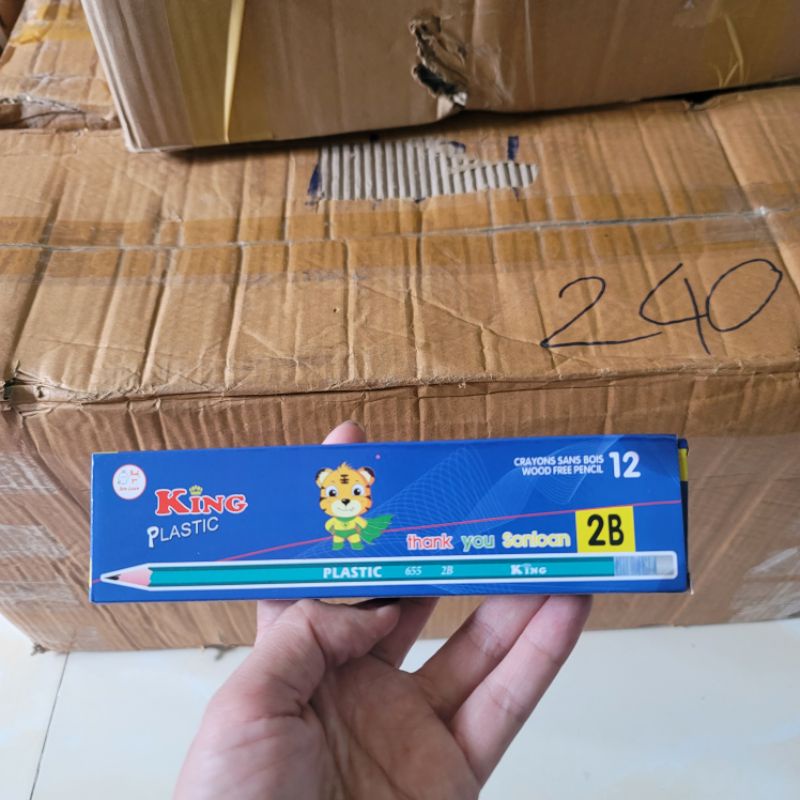 240
CRAYONS SANS BOIS
WOOD FREE PENCIL 12
KING
PLASTIC
thank you Sonloan
2B
PLASTIC 655 2B KING